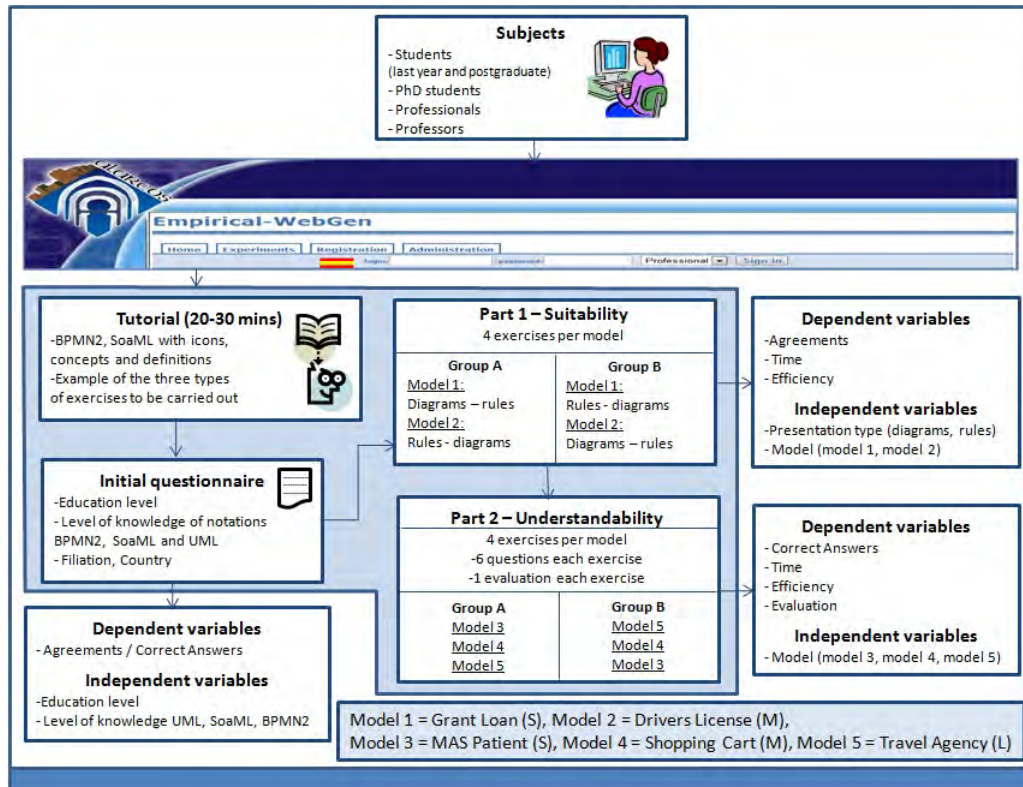 Subjects
- Students
(last year and postgraduate)
- PhD students
- Professionals
- Professors
alarcos
Empirical-WebGen
Home Experiments Registration Administration
login: password: Professional Sign in
Tutorial (20-30 mins)
-BPMN2, SoaML with icons,
concepts and definitions
-Example of the three types
of exercises to be carried out
Initial questionnaire
-Education level
- Level of knowledge of notations
BPMN2, SoaML and UML
- Filiation, Country
Dependent variables
- Agreements / Correct Answers
Independent variables
-Education level
- Level of knowledge UML, SoaML, BPMN2
Part 1 – Suitability
4 exercises per model
Group A
Model 1:
Diagrams – rules
Model 2:
Rules - diagrams
Group B
Model 1:
Rules - diagrams
Model 2:
Diagrams – rules
Part 2 – Understandability
4 exercises per model
-6 questions each exercise
-1 evaluation each exercise
Group A
Model 3
Model 4
Model 5
Group B
Model 5
Model 4
Model 3
Dependent variables
-Agreements
- Time
- Efficiency
Independent variables
-Presentation type (diagrams, rules)
- Model (model 1, model 2)
Dependent variables
- Correct Answers
- Time
- Efficiency
- Evaluation
Independent variables
- Model (model 3, model 4, model 5)
Model 1 = Grant Loan (S), Model 2 = Drivers License (M),
Model 3 = MAS Patient (S), Model 4 = Shopping Cart (M), Model 5 = Travel Agency (L)